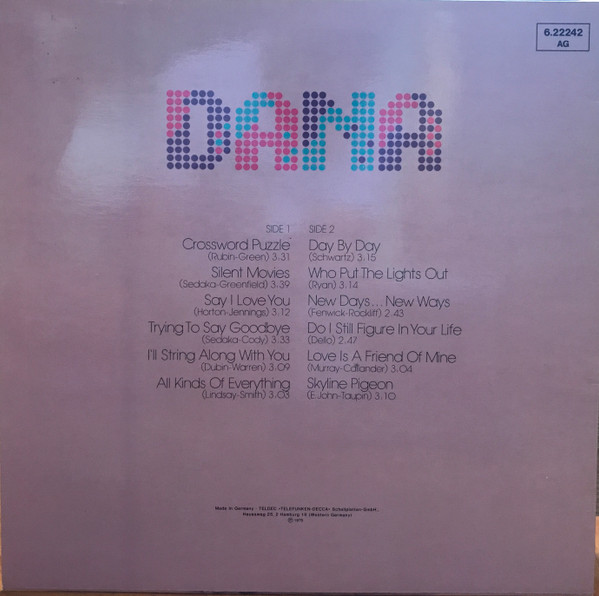 6.22242
AG
DANA
SIDE 1
Crossword Puzzle
(Rubin-Green) 3.31
Silent Movies
(Sedaka-Greenfield) 3.39
Say I Love You
(Horton-Jennings) 3.12
Trying To Say Goodbye
(Sedaka-Cody) 3.33
I'll String Along With You
(Dubin-Warren) 3.09
All Kinds Of Everything
(Lindsay-Smith) 3.03
SIDE 2
Day By Day
(Schwartz) 3.15
Who Put The Lights Out
(Ryan) 3.14
New Days... New Ways
(Fenwick-Rockliff) 2.43
Do I Still Figure In Your Life
(Dello) 2.47
Love Is A Friend Of Mine
(Murray-Callander) 3.04
Skyline Pigeon
(E. John-Taupin) 3.10
Made in Germany · TELDEC »TELEFUNKEN-DECCA« Schallplatten-GmbH,
2 Hamburg 19 (Western Germany)